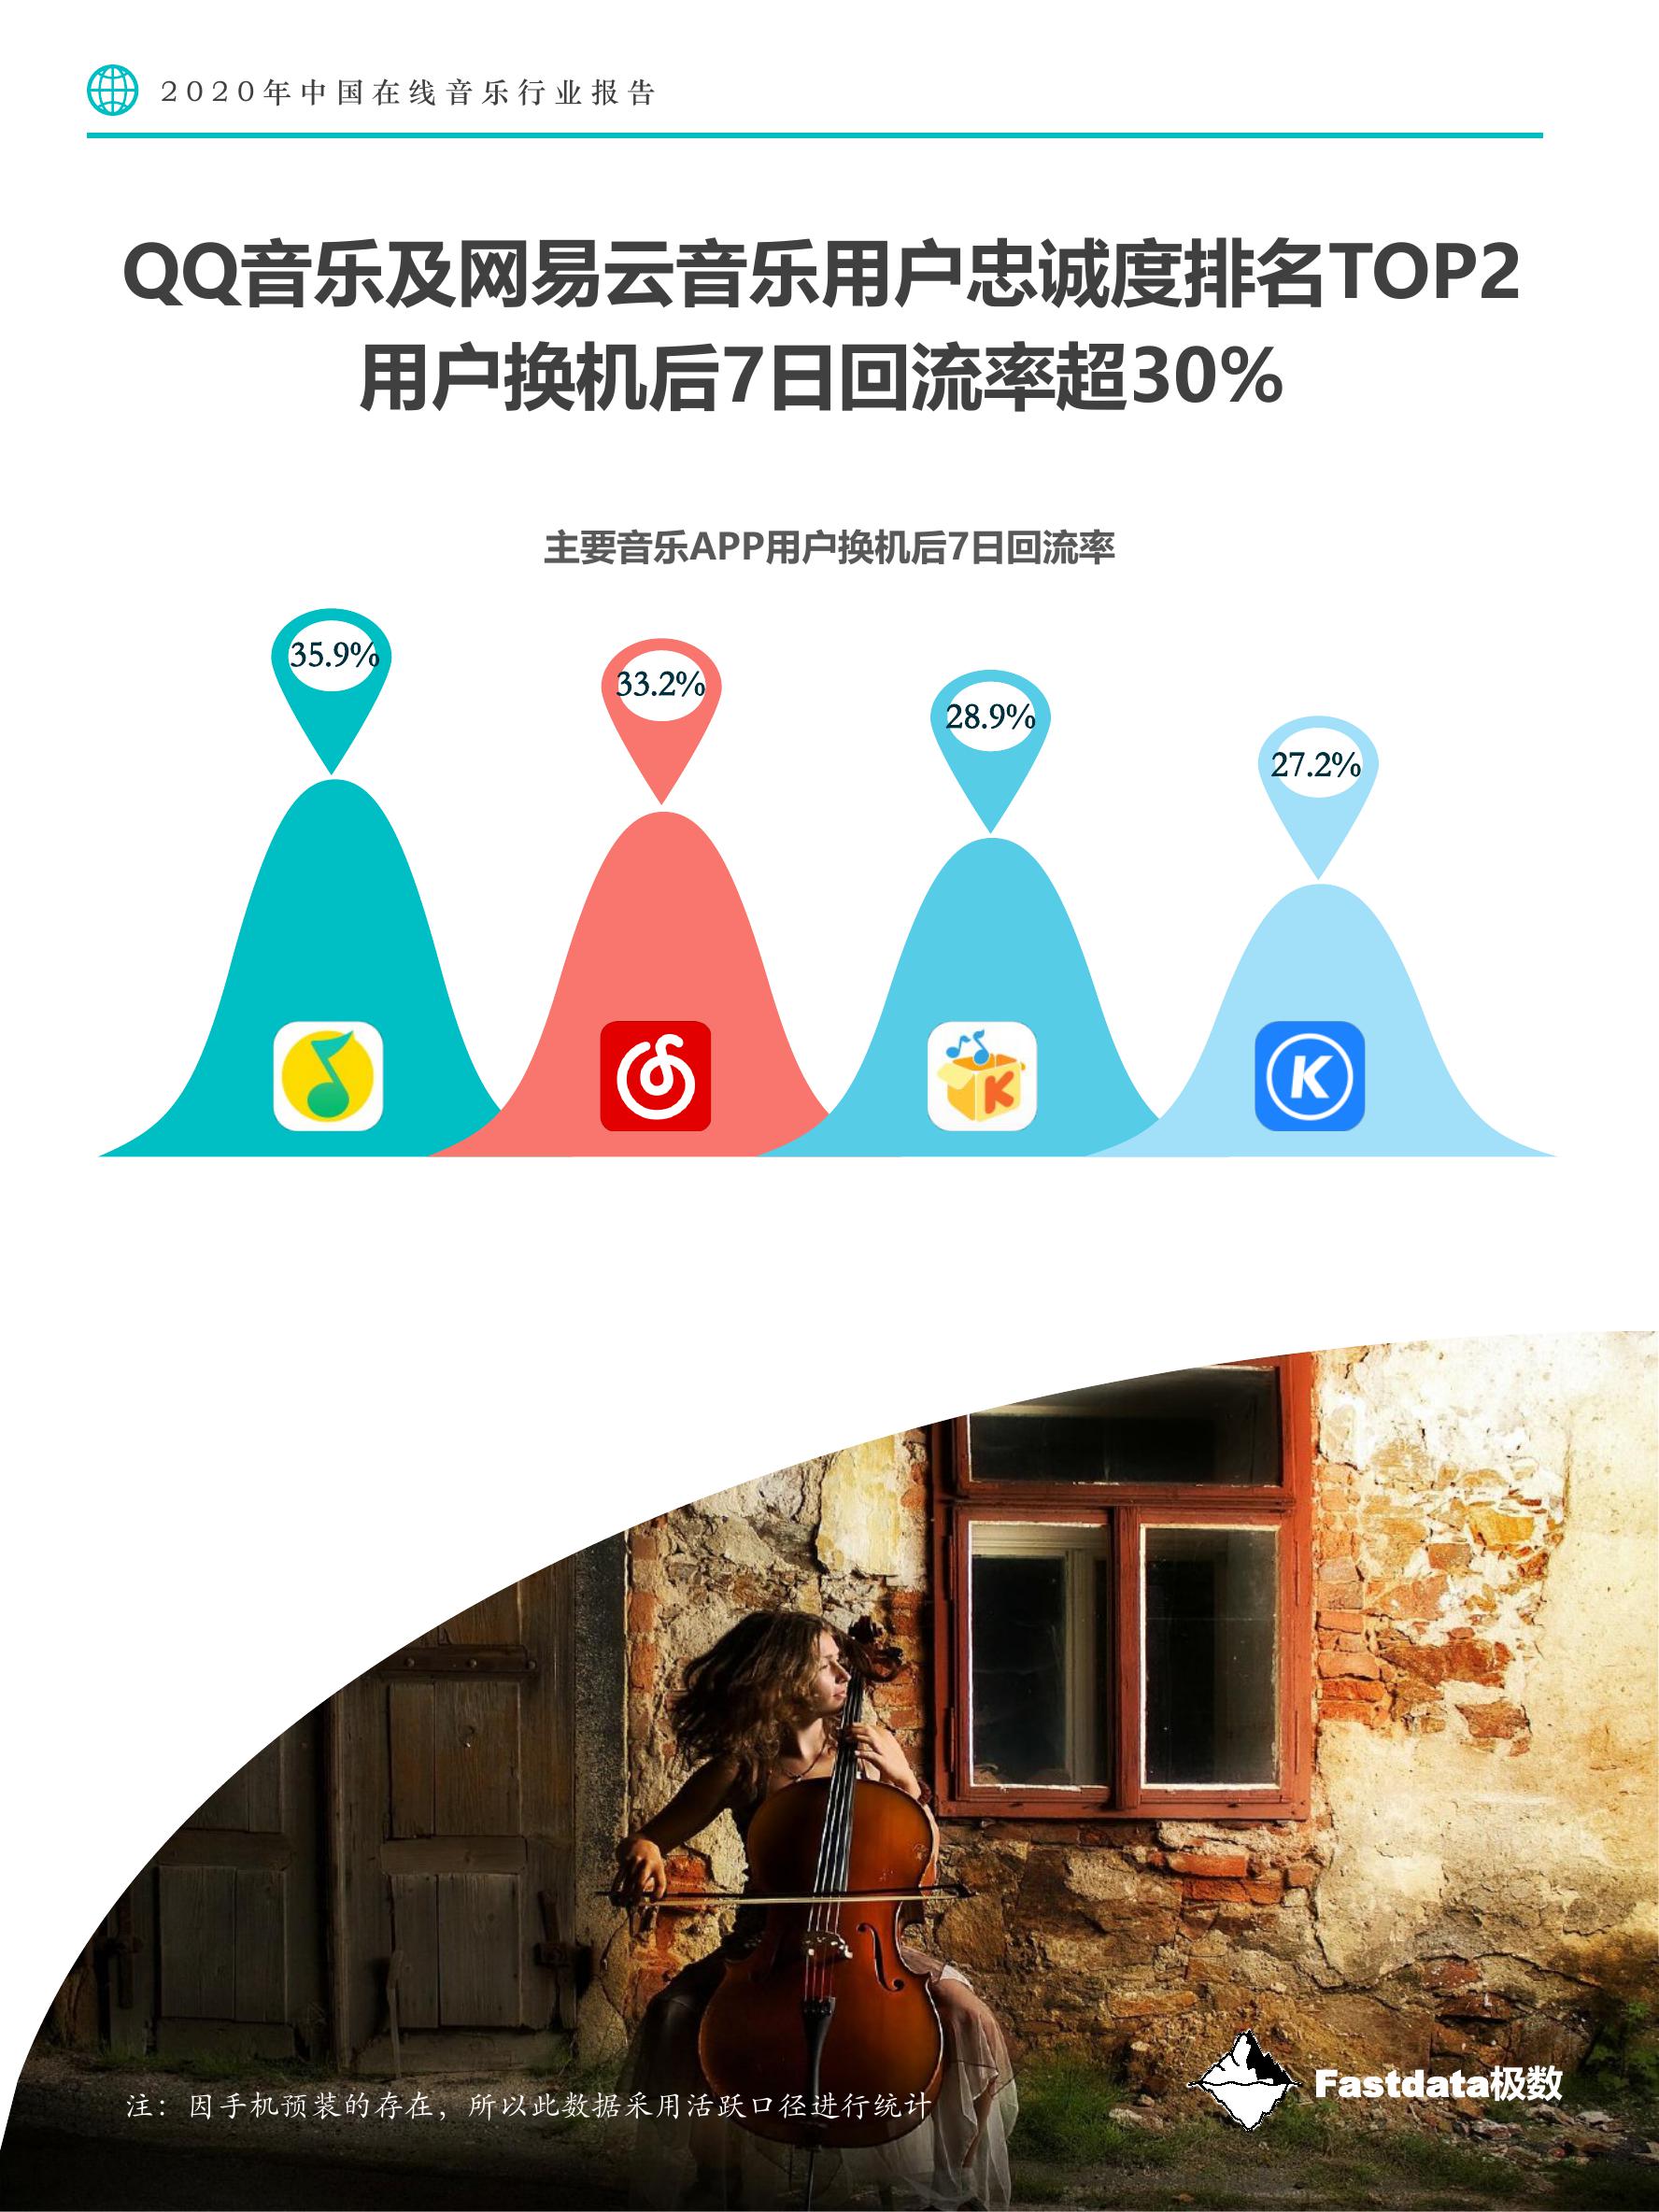 2020年中国在线音乐行业报告
QQ音乐及网易云音乐用户忠诚度排名TOP2
用户换机后7日回流率超30%
主要音乐APP用户换机后7日回流率
35.9%
33.2%
28.9%
27.2%
K
K
Fastdata极数
注：因手机预装的存在，所以此数据采用活跃口径进行统计